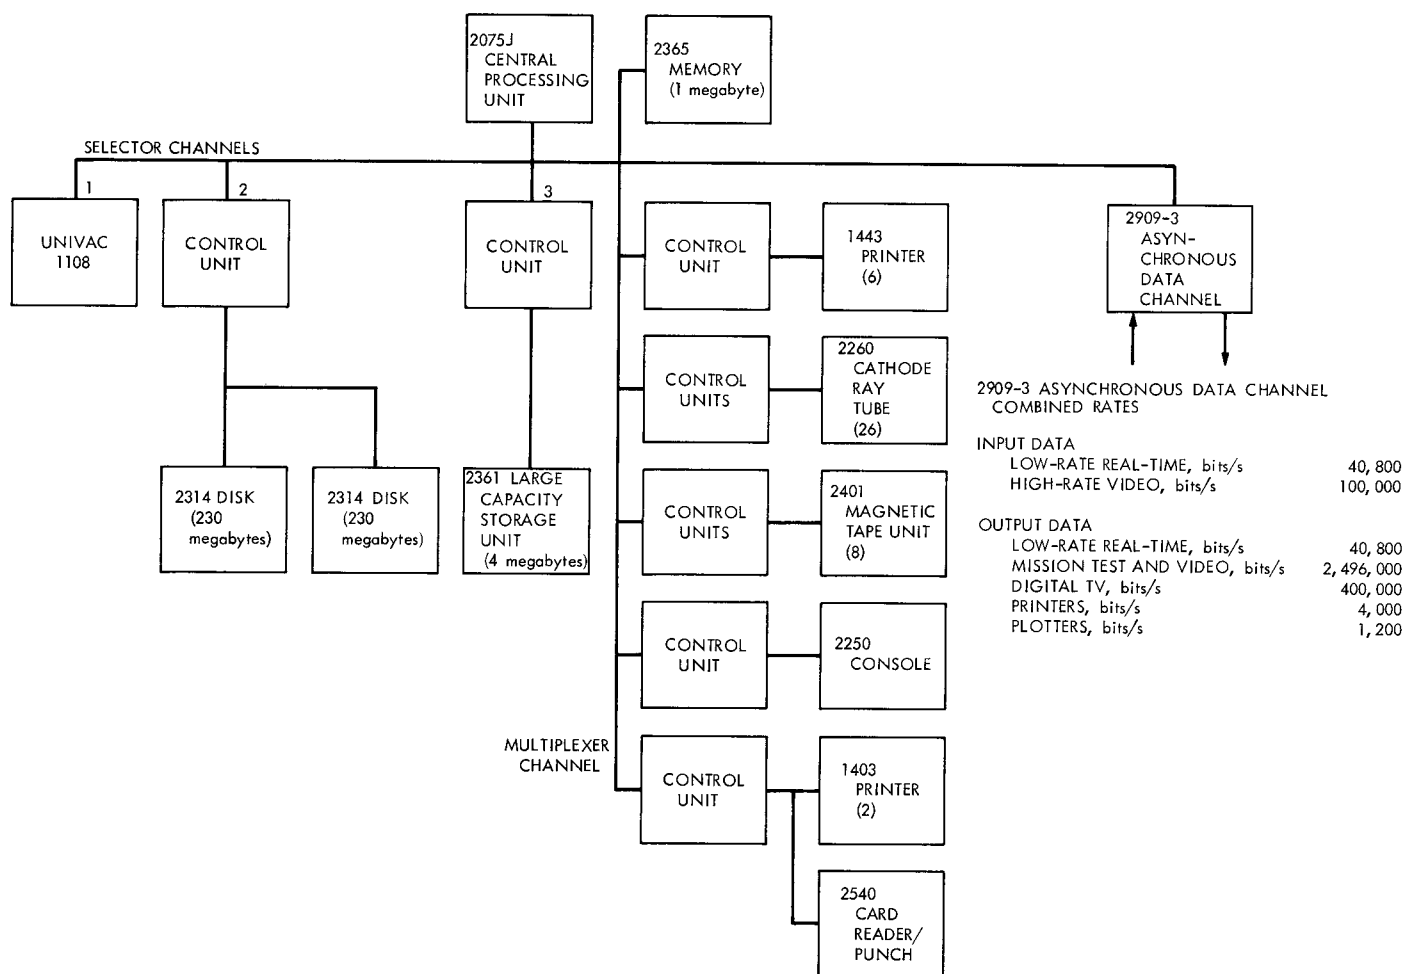 2075J
CENTRAL
PROCESSING
UNIT
2365
MEMORY
(1 megabyte)
SELECTOR CHANNELS
1
2
3
UNIVAC
1108
CONTROL
UNIT
CONTROL
UNIT
CONTROL
UNIT
1443
PRINTER
(6)
2909-3
ASYN-
CHRONOUS
DATA
CHANNEL
CONTROL
UNITS
2260
CATHODE
RAY
TUBE
(26)
2314 DISK
(230
megabytes)
2314 DISK
(230
megabytes)
2361 LARGE
CAPACITY
STORAGE
UNIT
(4 megabytes)
CONTROL
UNITS
2401
MAGNETIC
TAPE UNIT
(8)
CONTROL
UNIT
2250
CONSOLE
MULTIPLEXER
CHANNEL
CONTROL
UNIT
1403
PRINTER
(2)
2540
CARD
READER/
PUNCH
2909-3 ASYNCHRONOUS DATA CHANNEL
COMBINED RATES
INPUT DATA
LOW-RATE REAL-TIME, bits/s 40,800
HIGH-RATE VIDEO, bits/s 100,000
OUTPUT DATA
LOW-RATE REAL-TIME, bits/s 40,800
MISSION TEST AND VIDEO, bits/s 2,496,000
DIGITAL TV, bits/s 400,000
PRINTERS, bits/s 4,000
PLOTTERS, bits/s 1,200